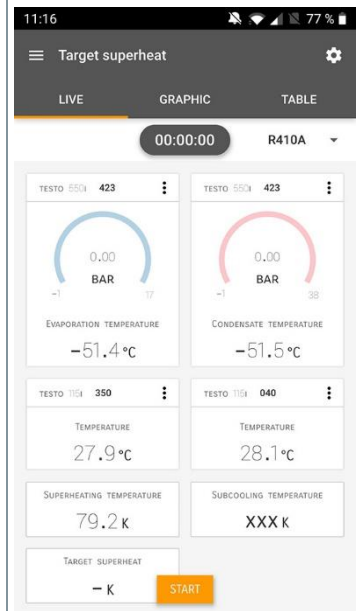 11:16 77 %
Target superheat
LIVE GRAPHIC TABLE
00:00:00 R410A
TESTO 550i 423
TESTO 550i 423
0.00
BAR
-1 17
0.00
BAR
-1 38
EVAPORATION TEMPERATURE
-51.4 °C
CONDENSATE TEMPERATURE
-51.5 °C
TESTO 115i 350
TESTO 115i 040
TEMPERATURE
27.9 °C
TEMPERATURE
28.1 °C
SUPERHEATING TEMPERATURE
79.2 K
SUBCOOLING TEMPERATURE
XXX K
TARGET SUPERHEAT
– K
START